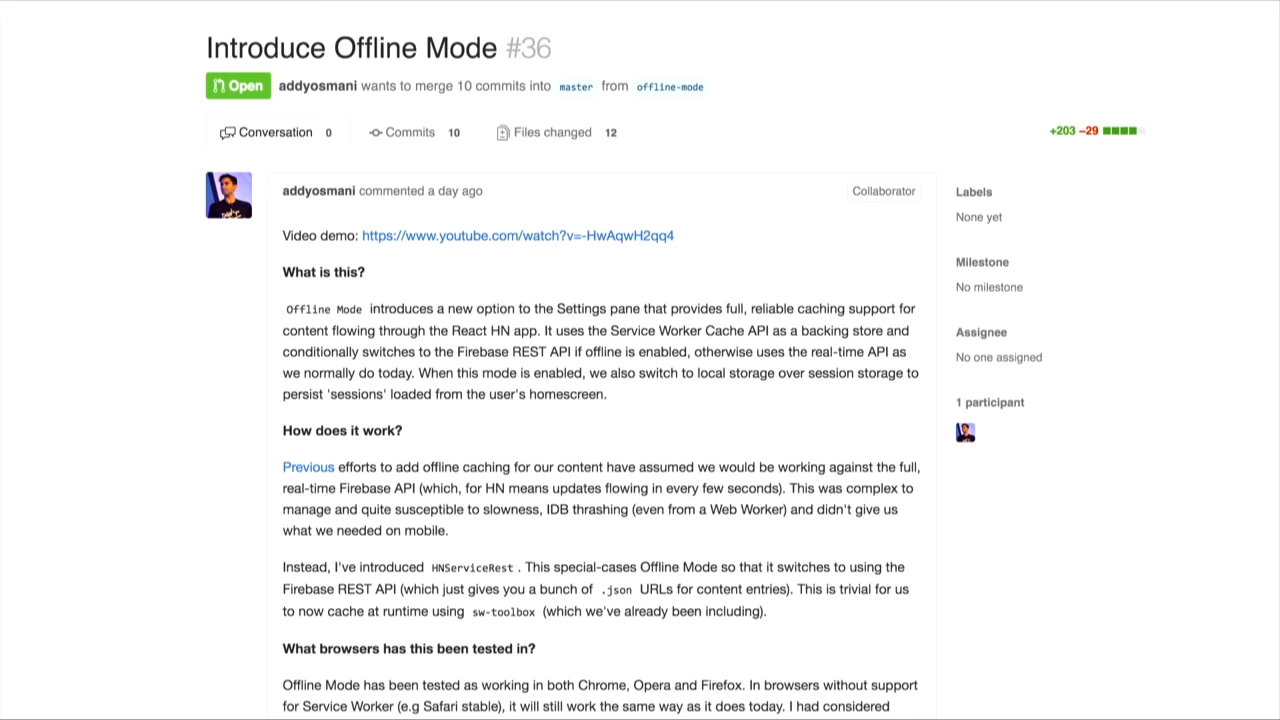 Introduce Offline Mode #36
Open addyosmani wants to merge 10 commits into master from offline-mode
Conversation 0 Commits 10 Files changed 12 +203 −29
addyosmani commented a day ago Collaborator
Labels
None yet
Video demo: https://www.youtube.com/watch?v=-HwAqwH2qq4
Milestone
What is this?
No milestone
Offline Mode introduces a new option to the Settings pane that provides full, reliable caching support for
content flowing through the React HN app. It uses the Service Worker Cache API as a backing store and
Assignee
conditionally switches to the Firebase REST API if offline is enabled, otherwise uses the real-time API as
No one assigned
we normally do today. When this mode is enabled, we also switch to local storage over session storage to
persist 'sessions' loaded from the user's homescreen.
1 participant
How does it work?
Previous efforts to add offline caching for our content have assumed we would be working against the full,
real-time Firebase API (which, for HN means updates flowing in every few seconds). This was complex to
manage and quite susceptible to slowness, IDB thrashing (even from a Web Worker) and didn't give us
what we needed on mobile.
Instead, I've introduced HNServiceRest . This special-cases Offline Mode so that it switches to using the
Firebase REST API (which just gives you a bunch of .json URLs for content entries). This is trivial for us
to now cache at runtime using sw-toolbox (which we've already been including).
What browsers has this been tested in?
Offline Mode has been tested as working in both Chrome, Opera and Firefox. In browsers without support
for Service Worker (e.g Safari stable), it will still work the same way as it does today. I had considered